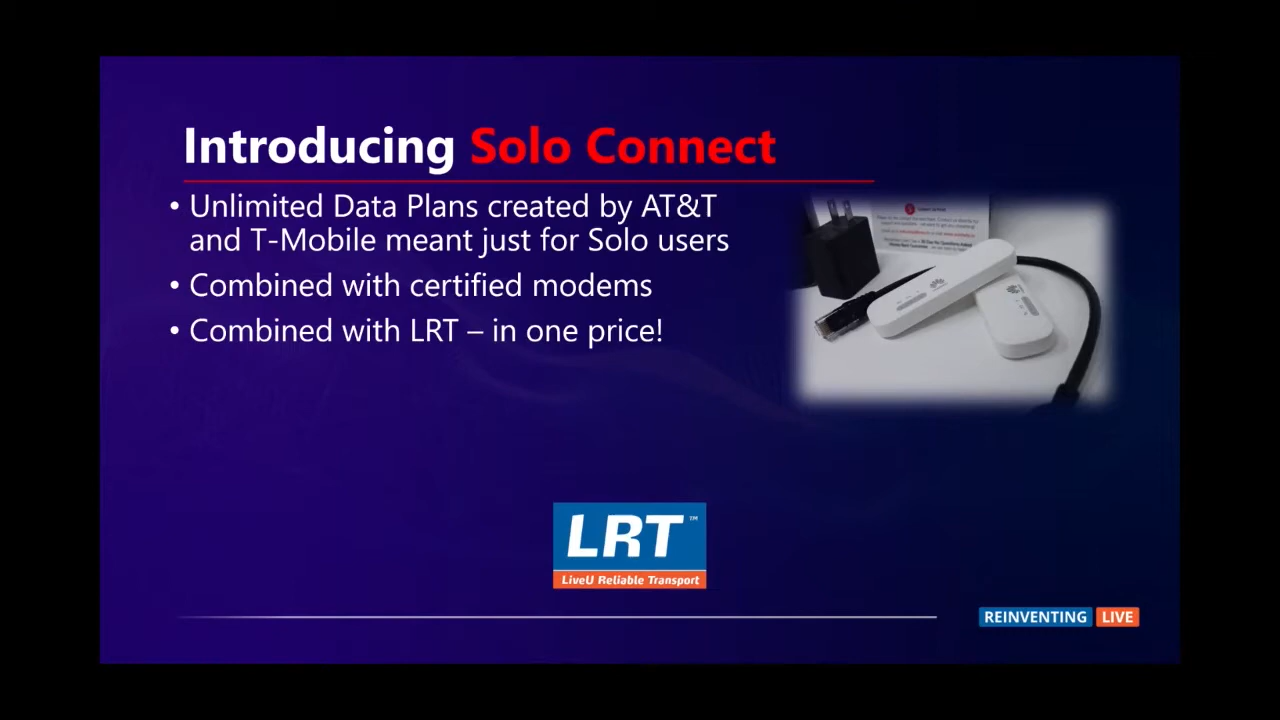 Introducing Solo Connect
• Unlimited Data Plans created by AT&T
and T-Mobile meant just for Solo users
• Combined with certified modems
• Combined with LRT – in one price!
LRT™
LiveU Reliable Transport
REINVENTING LIVE